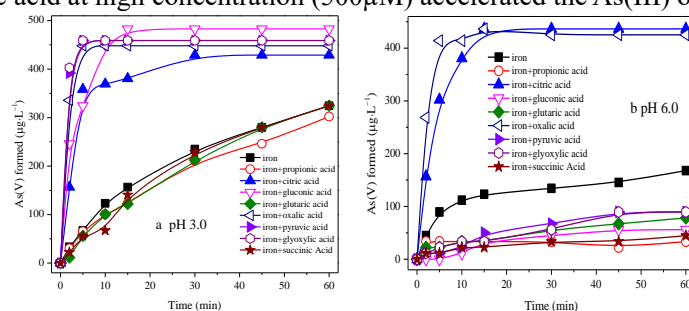 acid at high concentration (500μM) accelerated the As(III)
As(V) formed (μg·L⁻¹)
500
400
300
200
100
0
iron
iron+propionic acid
iron+citric acid
iron+gluconic acid
iron+glutaric acid
iron+oxalic acid
iron+pyruvic acid
iron+glyoxylic acid
iron+succinic Acid
a pH 3.0
0 10 20 30 40 50 60
Time (min)
As(V) formed (μg·L⁻¹)
400
300
200
100
0
iron
iron+propionic acid
iron+citric acid
iron+gluconic acid
iron+glutaric acid
iron+oxalic acid
iron+pyruvic acid
iron+glyoxylic acid
iron+succinic acid
b pH 6.0
0 10 20 30 40 50 60
Time (min)